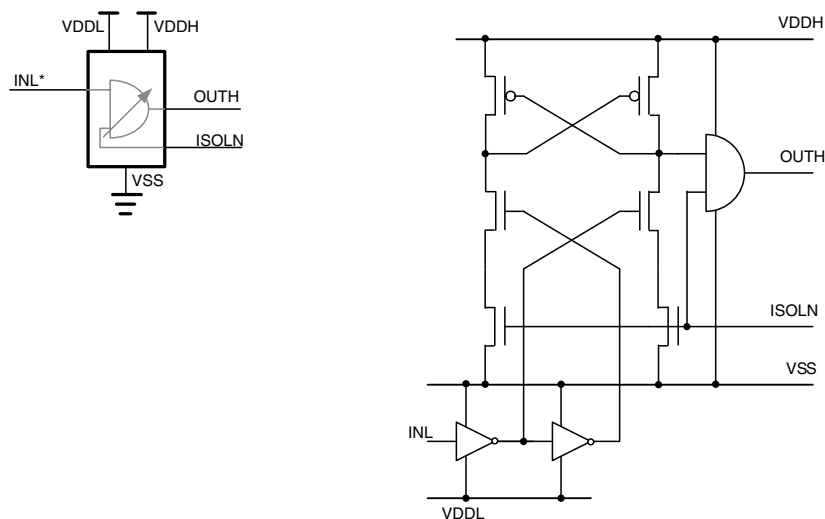 VDDL
VDDH
INL*
OUTH
ISOLN
VSS
VDDH
OUTH
ISOLN
VSS
INL
VDDL